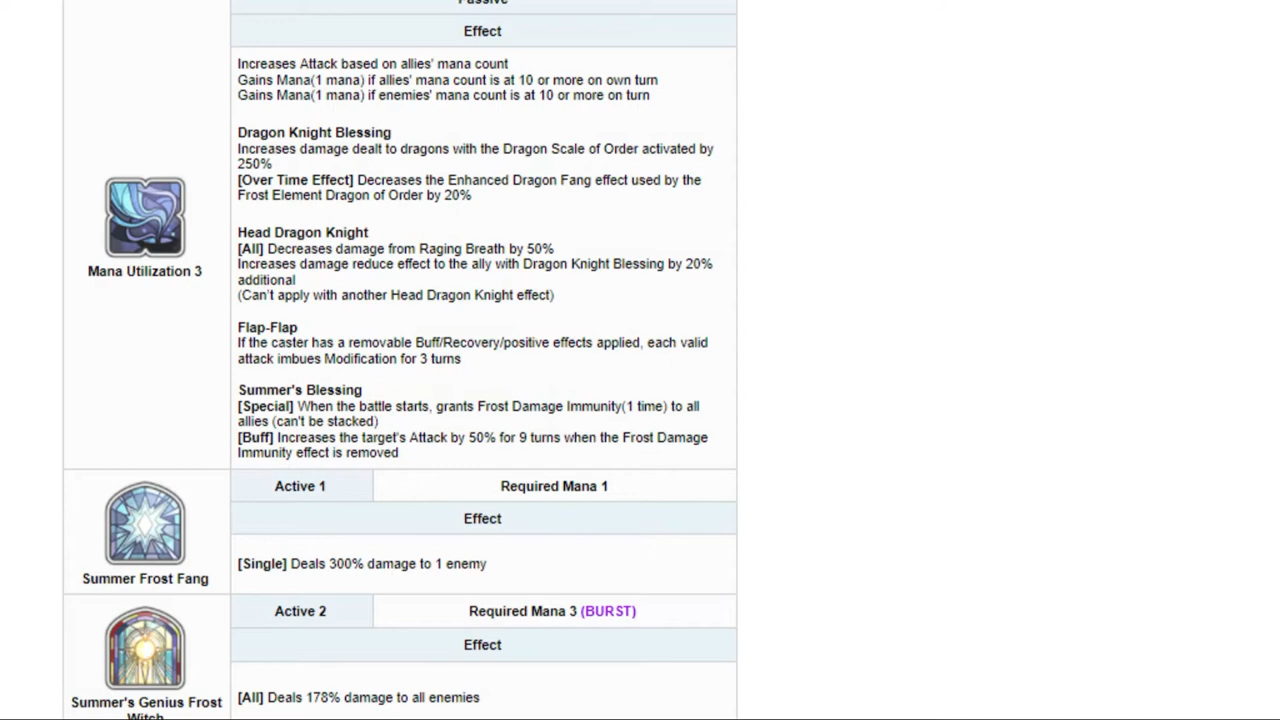 Passive
Effect
Increases Attack based on allies' mana count
Gains Mana(1 mana) if allies' mana count is at 10 or more on own turn
Gains Mana(1 mana) if enemies' mana count is at 10 or more on turn
Dragon Knight Blessing
Increases damage dealt to dragons with the Dragon Scale of Order activated by
250%
[Over Time Effect] Decreases the Enhanced Dragon Fang effect used by the
Frost Element Dragon of Order by 20%
Head Dragon Knight
[All] Decreases damage from Raging Breath by 50%
Increases damage reduce effect to the ally with Dragon Knight Blessing by 20%
additional
(Can't apply with another Head Dragon Knight effect)
Flap-Flap
If the caster has a removable Buff/Recovery/positive effects applied, each valid
attack imbues Modification for 3 turns
Summer's Blessing
[Special] When the battle starts, grants Frost Damage Immunity(1 time) to all
allies (can't be stacked)
[Buff] Increases the target's Attack by 50% for 9 turns when the Frost Damage
Immunity effect is removed
Mana Utilization 3
Active 1
Required Mana 1
Effect
[Single] Deals 300% damage to 1 enemy
Summer Frost Fang
Active 2
Required Mana 3 (BURST)
Effect
[All] Deals 178% damage to all enemies
Summer's Genius Frost
Witch